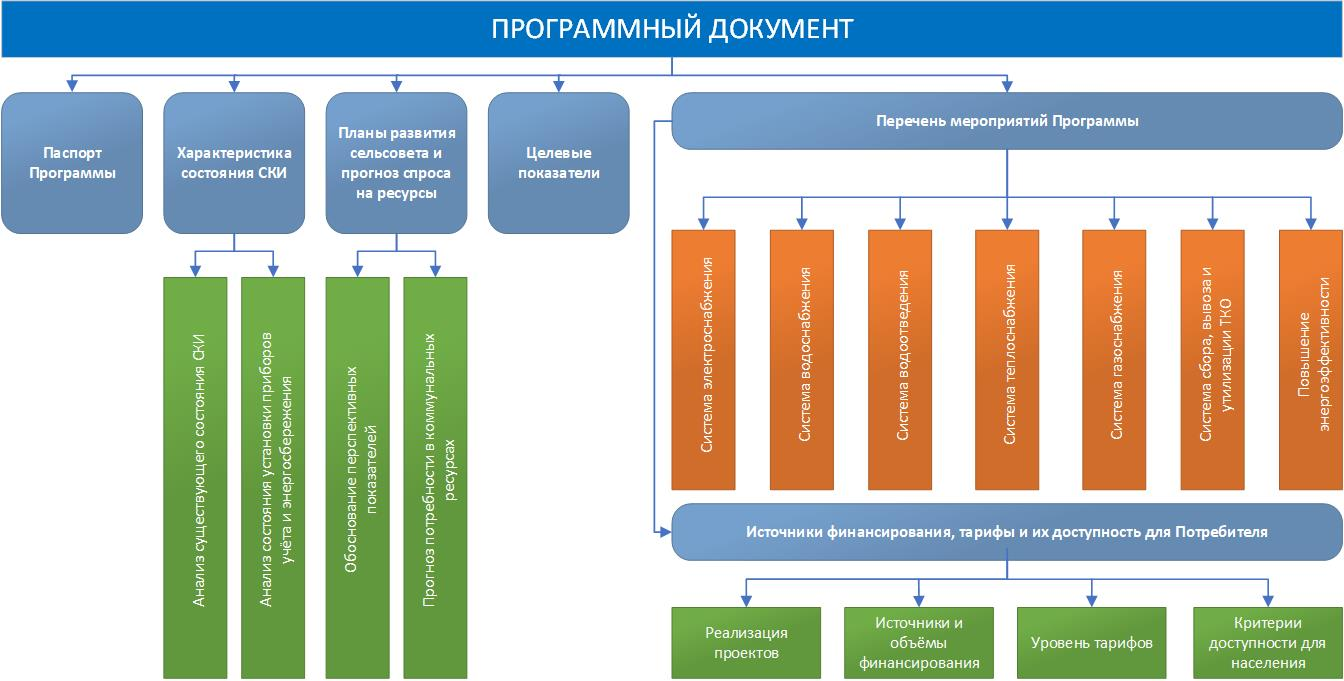 ПРОГРАММНЫЙ ДОКУМЕНТ
Паспорт
Программы
Характеристика
состояния СКИ
Планы развития
сельсовета и
прогноз спроса
на ресурсы
Целевые
показатели
Перечень мероприятий Программы
Анализ существующего состояния СКИ
Анализ состояния установки приборов
учёта и энергосбережения
Обоснование перспективных
показателей
Прогноз потребности в коммунальных
ресурсах
Система электроснабжения
Система водоснабжения
Система водоотведения
Система теплоснабжения
Система газоснабжения
Система сбора, вывоза и
утилизации ТКО
Повышение
энергоэффективности
Источники финансирования, тарифы и их доступность для Потребителя
Реализация
проектов
Источники и
объёмы
финансирования
Уровень тарифов
Критерии
доступности для
населения